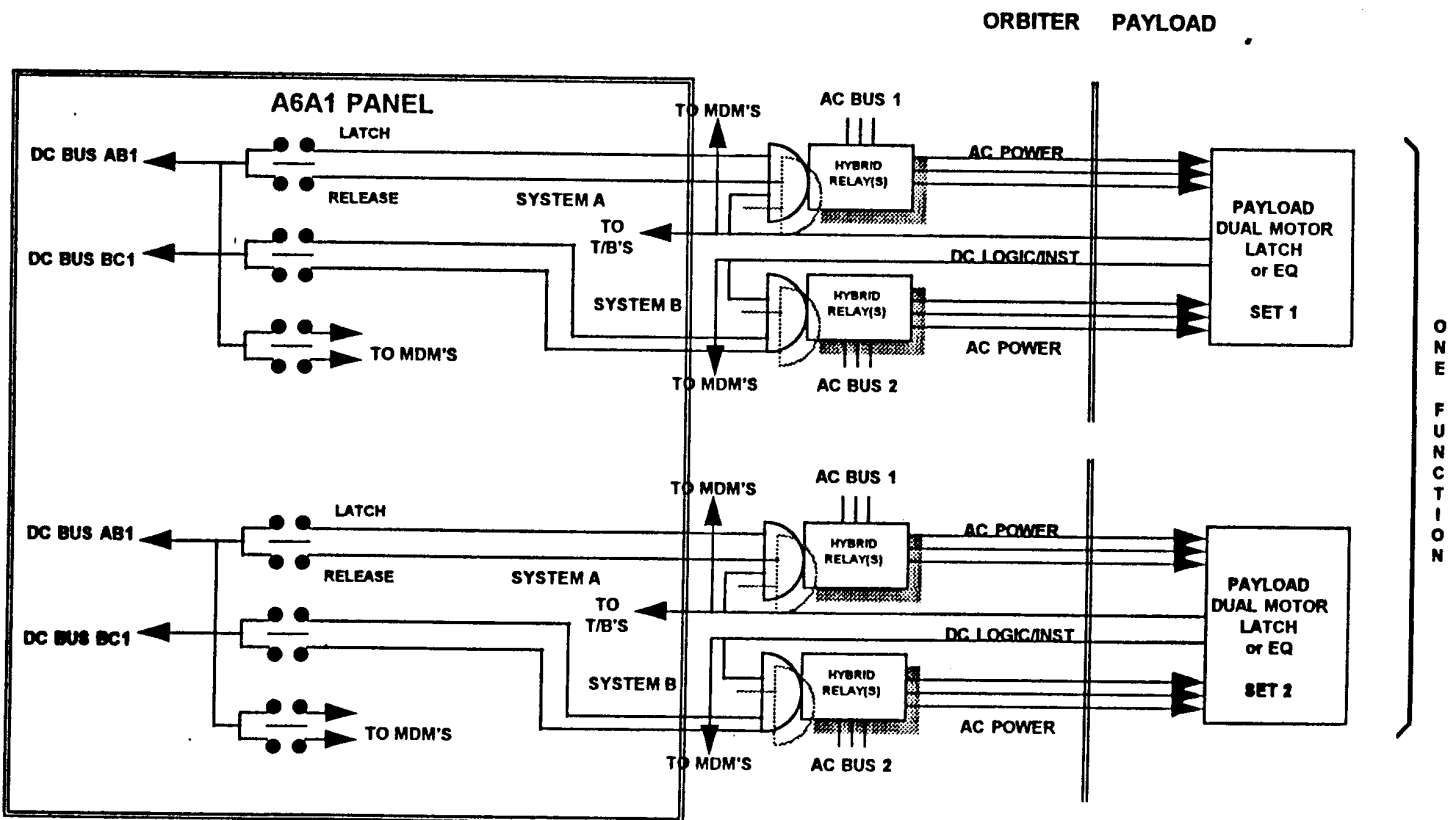 ORBITER PAYLOAD
A6A1 PANEL
DC BUS AB1
LATCH
RELEASE
SYSTEM A
TO MDM'S
AC BUS 1
HYBRID
RELAY(S)
AC POWER
TO
T/B'S
DC BUS BC1
DC LOGIC/INST
SYSTEM B
HYBRID
RELAY(S)
AC POWER
TO MDM'S
TO MDM'S
AC BUS 2
PAYLOAD
DUAL MOTOR
LATCH
or EQ
SET 1
DC BUS AB1
LATCH
RELEASE
SYSTEM A
TO MDM'S
AC BUS 1
HYBRID
RELAY(S)
AC POWER
TO
T/B'S
DC BUS BC1
DC LOGIC/INST
SYSTEM B
HYBRID
RELAY(S)
AC POWER
TO MDM'S
TO MDM'S
AC BUS 2
PAYLOAD
DUAL MOTOR
LATCH
or EQ
SET 2
ONE FUNCTION